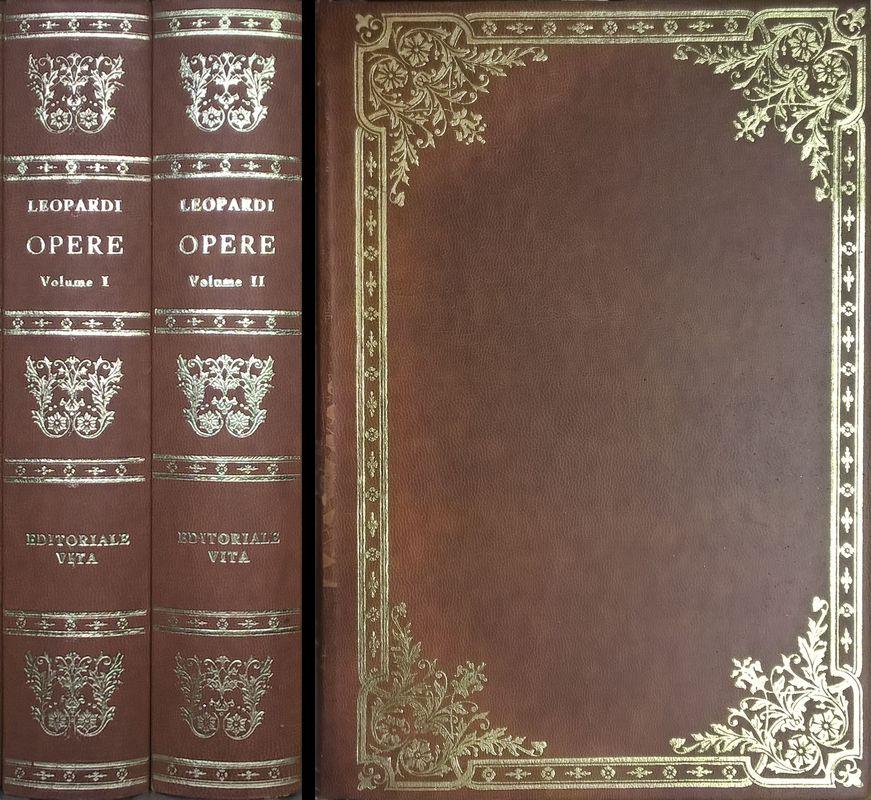 LEOPARDI
OPERE
Volume I
EDITORIALE
VITA
LEOPARDI
OPERE
Volume II
EDITORIALE
VITA